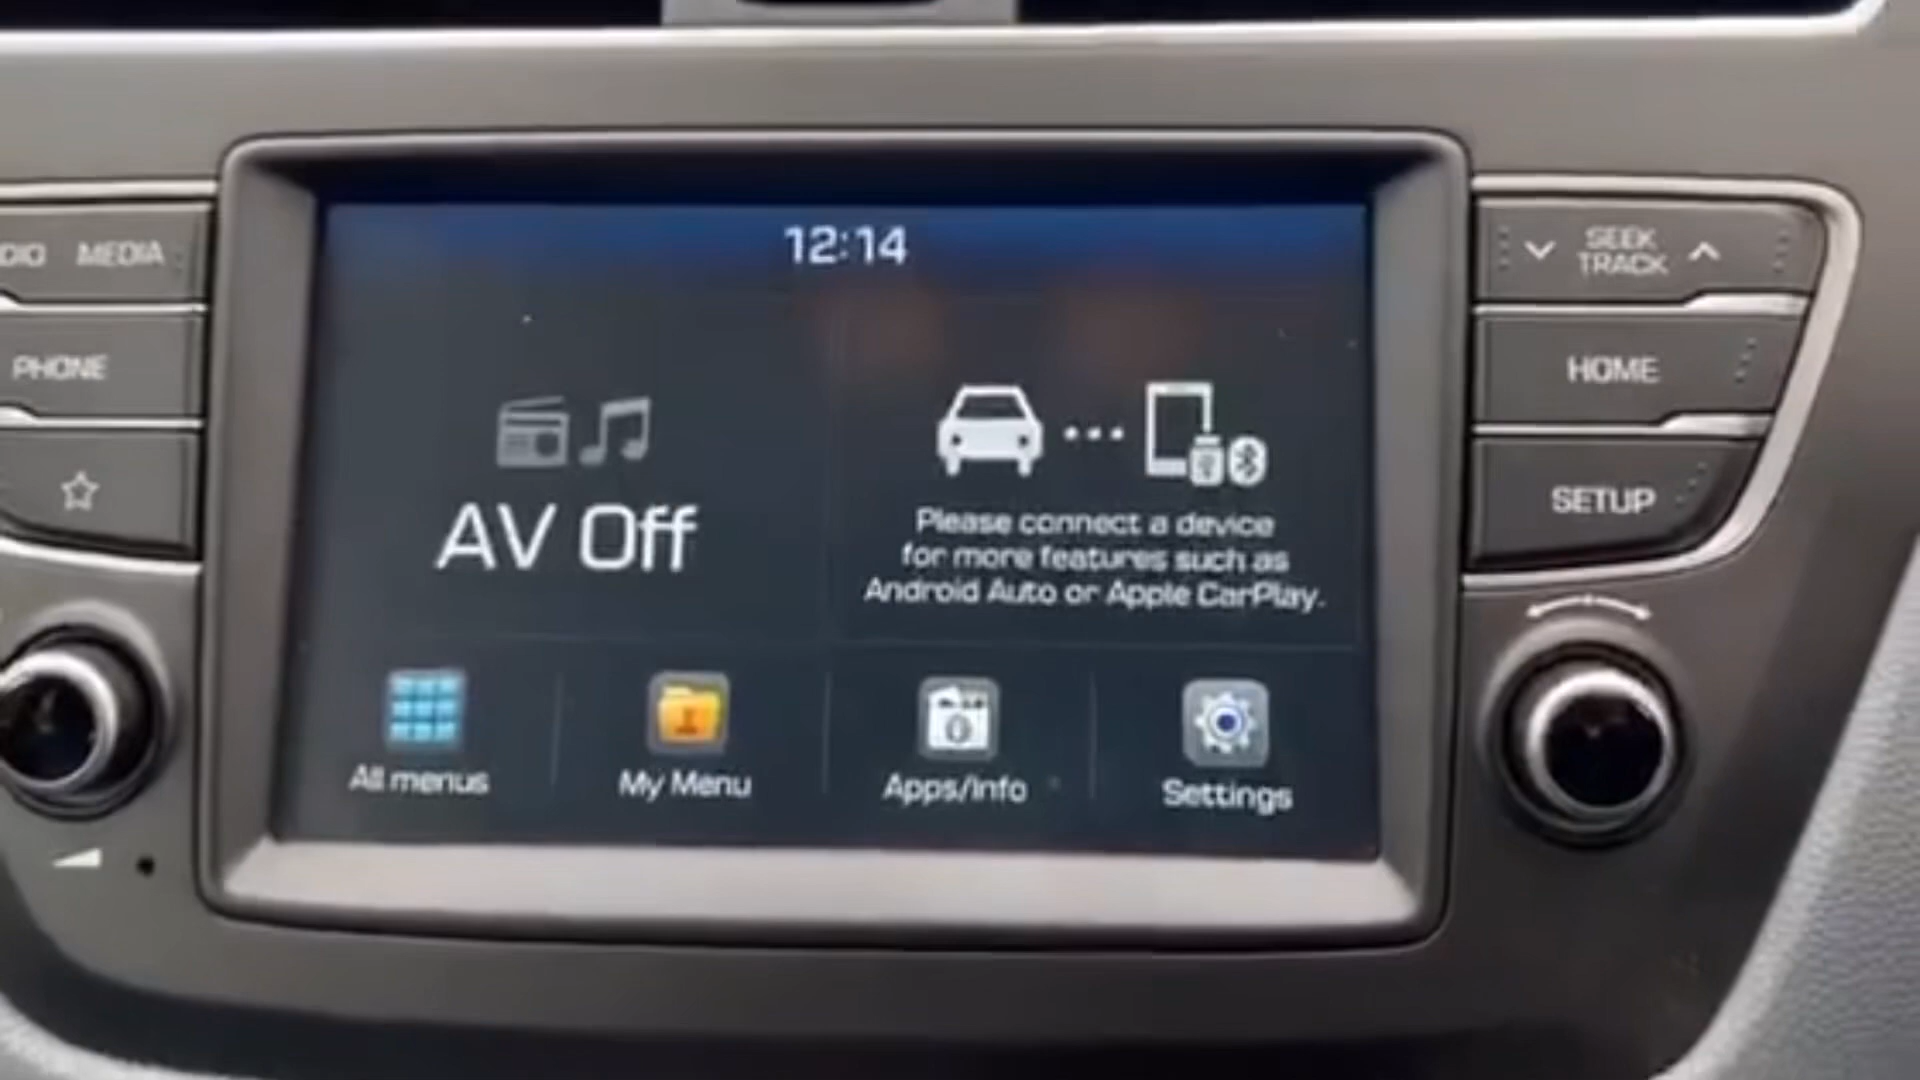 12:14
MEDIA
PHONE
AV Off
Please connect a device
for more features such as
Android Auto or Apple CarPlay.
SEEK
TRACK
HOME
SETUP
All menus
My Menu
Apps/Info
Settings